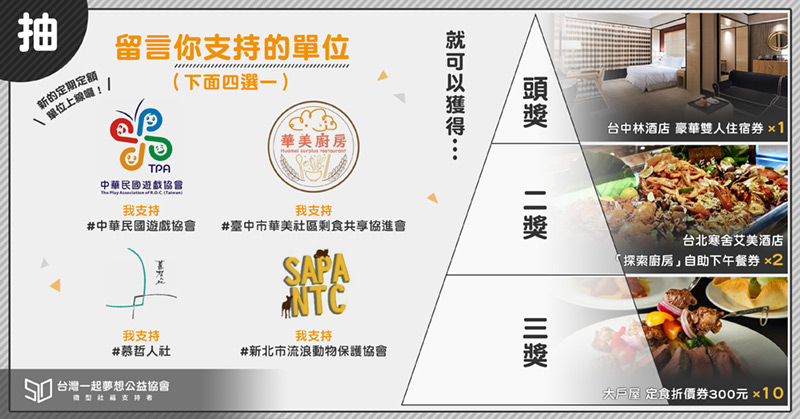 抽
留言你支持的單位
（下面四選一）
新的定期定額
單位上線囉！
TPA
中華民國遊戲協會
The Play Association of R.O.C. (Taiwan)
我支持
#中華民國遊戲協會
華美廚房
Huamei surplus restaurant
我支持
#臺中市華美社區剩食共享協進會
慕哲人社
我支持
#慕哲人社
SAPA
NTC
我支持
#新北市流浪動物保護協會
台灣一起夢想公益協會
微型社福支持者
就可以獲得…
頭獎
台中林酒店 豪華雙人住宿券 ×1
二獎
台北寒舍艾美酒店
「探索廚房」自助下午餐券 ×2
三獎
大戶屋 定食折價券300元 ×10